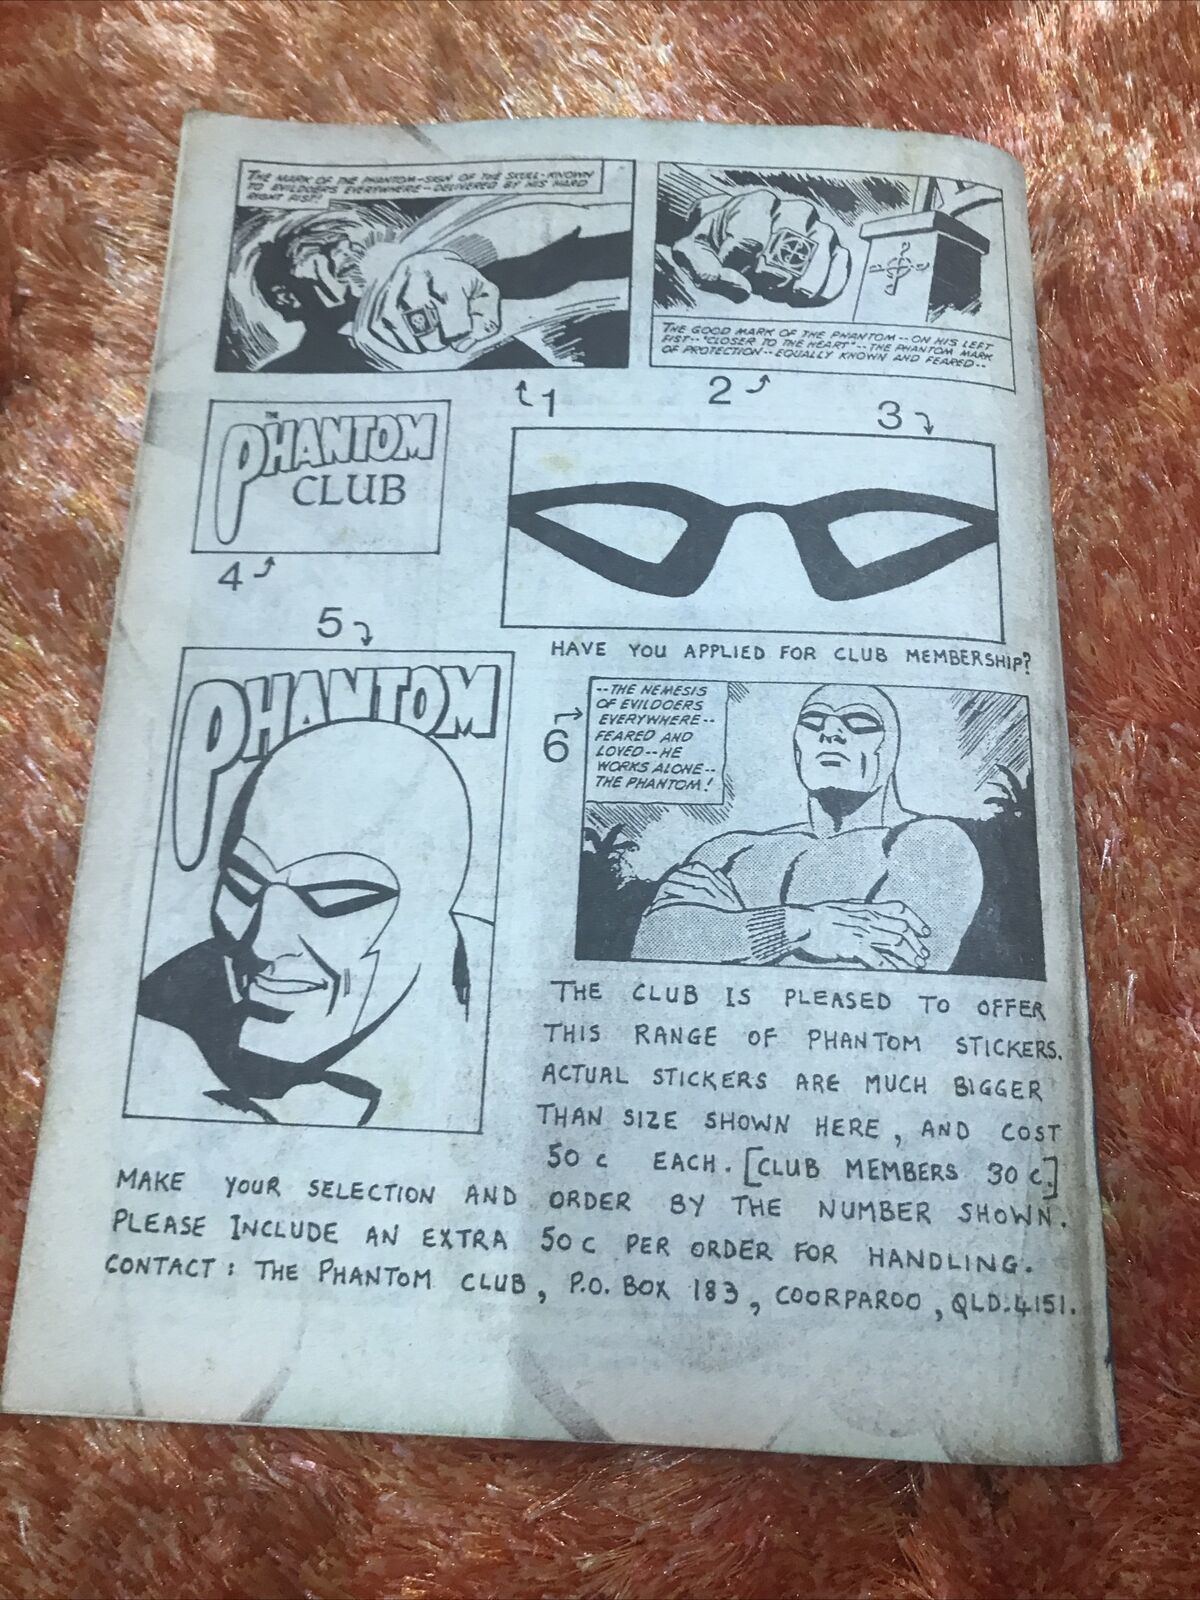 THE MARK OF THE PHANTOM--SIGN OF THE SKULL--KNOWN
TO EVILDOERS EVERYWHERE--DELIVERED BY HIS HARD
RIGHT FIST!
THE GOOD MARK OF THE PHANTOM--ON HIS LEFT
FIST--"CLOSER TO THE HEART"--THE PHANTOM MARK
OF PROTECTION--EQUALLY KNOWN AND FEARED--
1
2
3
THE
PHANTOM
CLUB
4
5
HAVE YOU APPLIED FOR CLUB MEMBERSHIP?
PHANTOM
6
--THE NEMESIS
OF EVILDOERS
EVERYWHERE--
FEARED AND
LOVED--HE
WORKS ALONE--
THE PHANTOM!
THE CLUB IS PLEASED TO OFFER
THIS RANGE OF PHANTOM STICKERS.
ACTUAL STICKERS ARE MUCH BIGGER
THAN SIZE SHOWN HERE, AND COST
50 C EACH. [CLUB MEMBERS 30 C.]
MAKE YOUR SELECTION AND ORDER BY THE NUMBER SHOWN.
PLEASE INCLUDE AN EXTRA 50 C PER ORDER FOR HANDLING.
CONTACT: THE PHANTOM CLUB, P.O. BOX 183, COORPAROO, QLD. 4151.